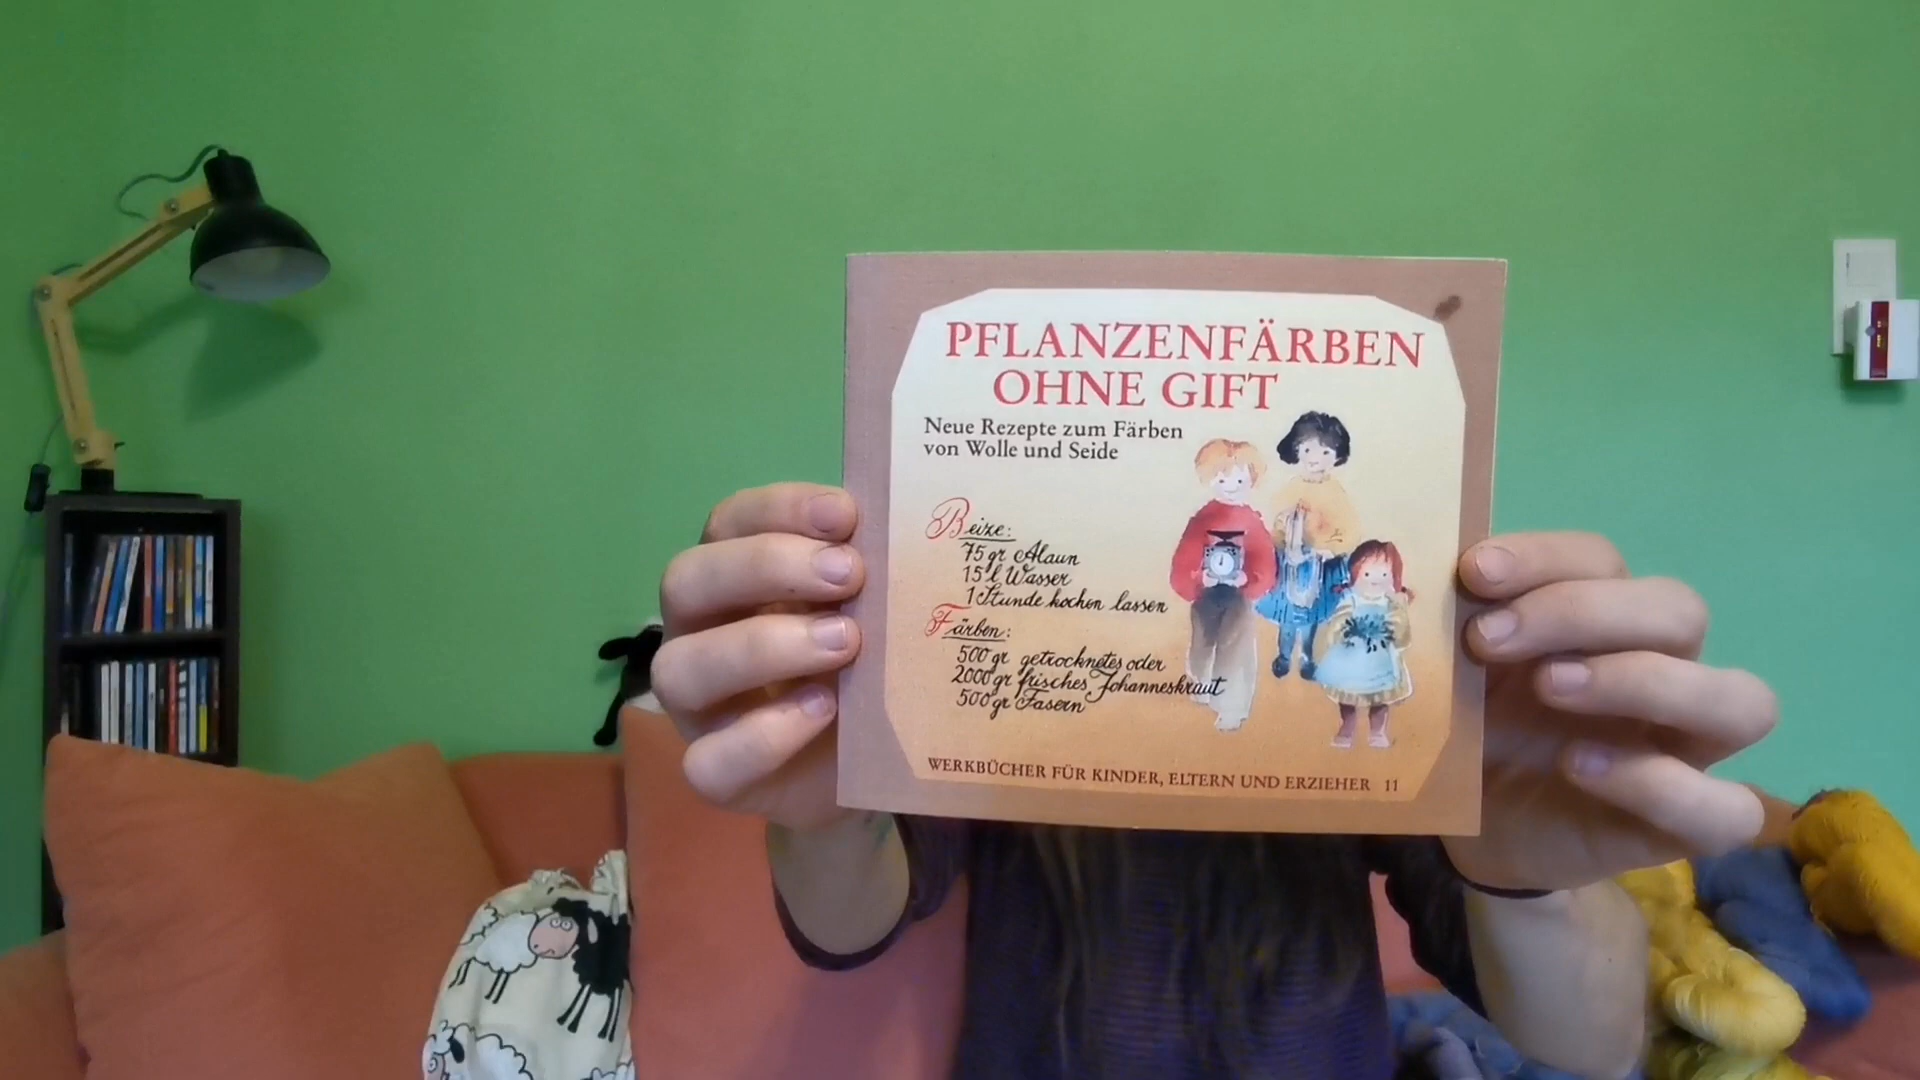 PFLANZENFÄRBEN
OHNE GIFT
Neue Rezepte zum Färben
von Wolle und Seide
Beize:
75 gr Alaun
15 l Wasser
1 Stunde kochen lassen
Färben:
500 gr getrocknetes oder
2000 gr frisches Johanneskraut
500 gr Fasern
WERKBÜCHER FÜR KINDER, ELTERN UND ERZIEHER 11